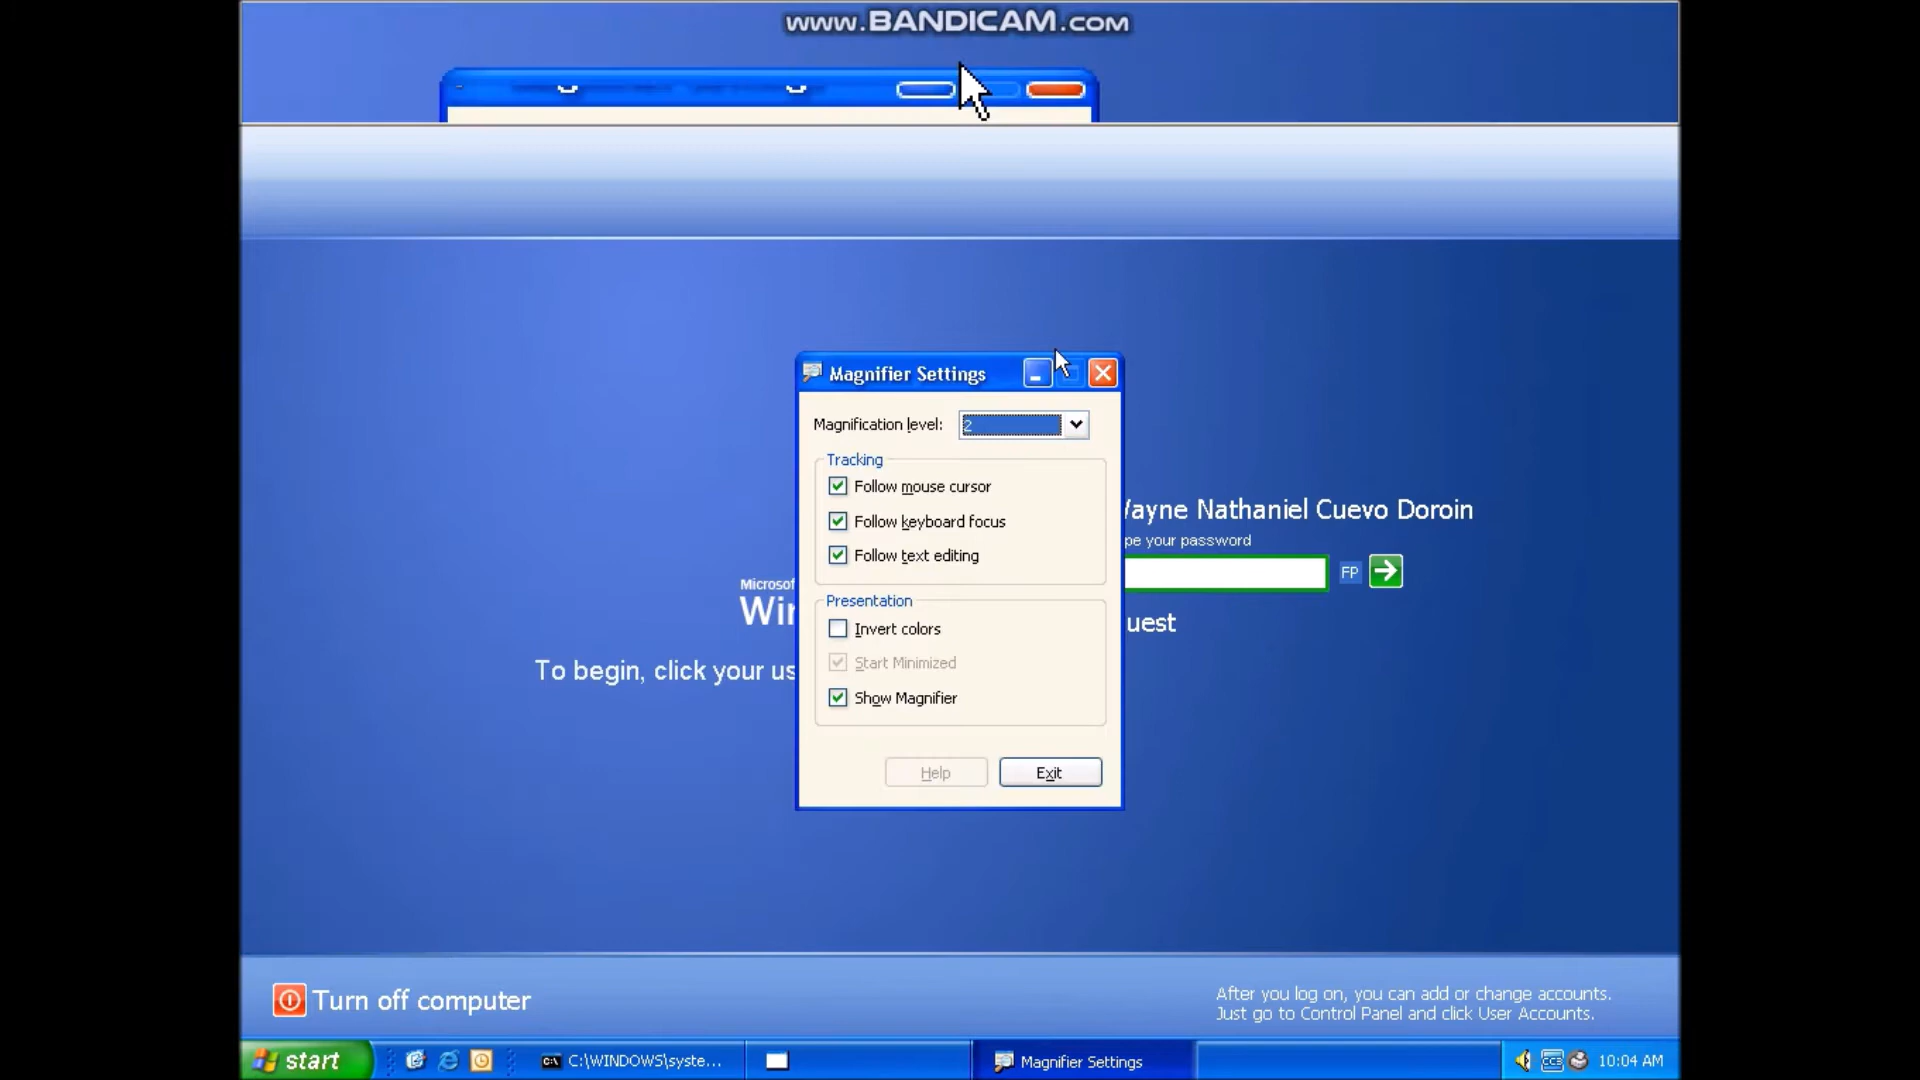 www.BANDICAM.com
Magnifier Settings
Magnification level: 2
Tracking
Follow mouse cursor
Follow keyboard focus
Follow text editing
Presentation
Invert colors
Start Minimized
Show Magnifier
Help Exit
Microsof
Wi
To begin, click your us
ayne Nathaniel Cuevo Doroin
pe your password
FP
uest
Turn off computer
After you log on, you can add or change accounts.
Just go to Control Panel and click User Accounts.
start
C:\WINDOWS\syste...
Magnifier Settings
10:04 AM